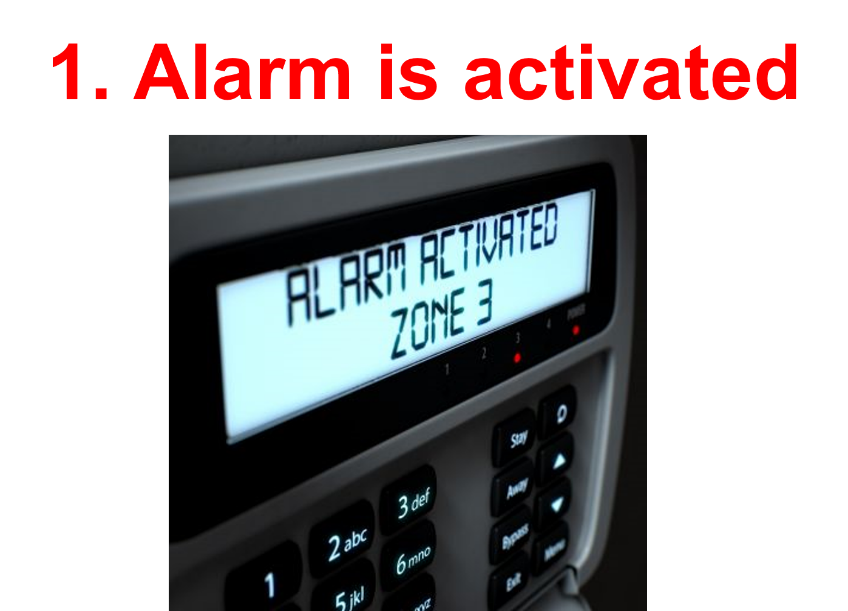 1. Alarm is activated
ALARM ACTIVATED
ZONE 3
1 2 3 4 POWER
Stay
3 def
Away
2 abc
6 mno
Bypass
Menu
1
5 jkl
Exit